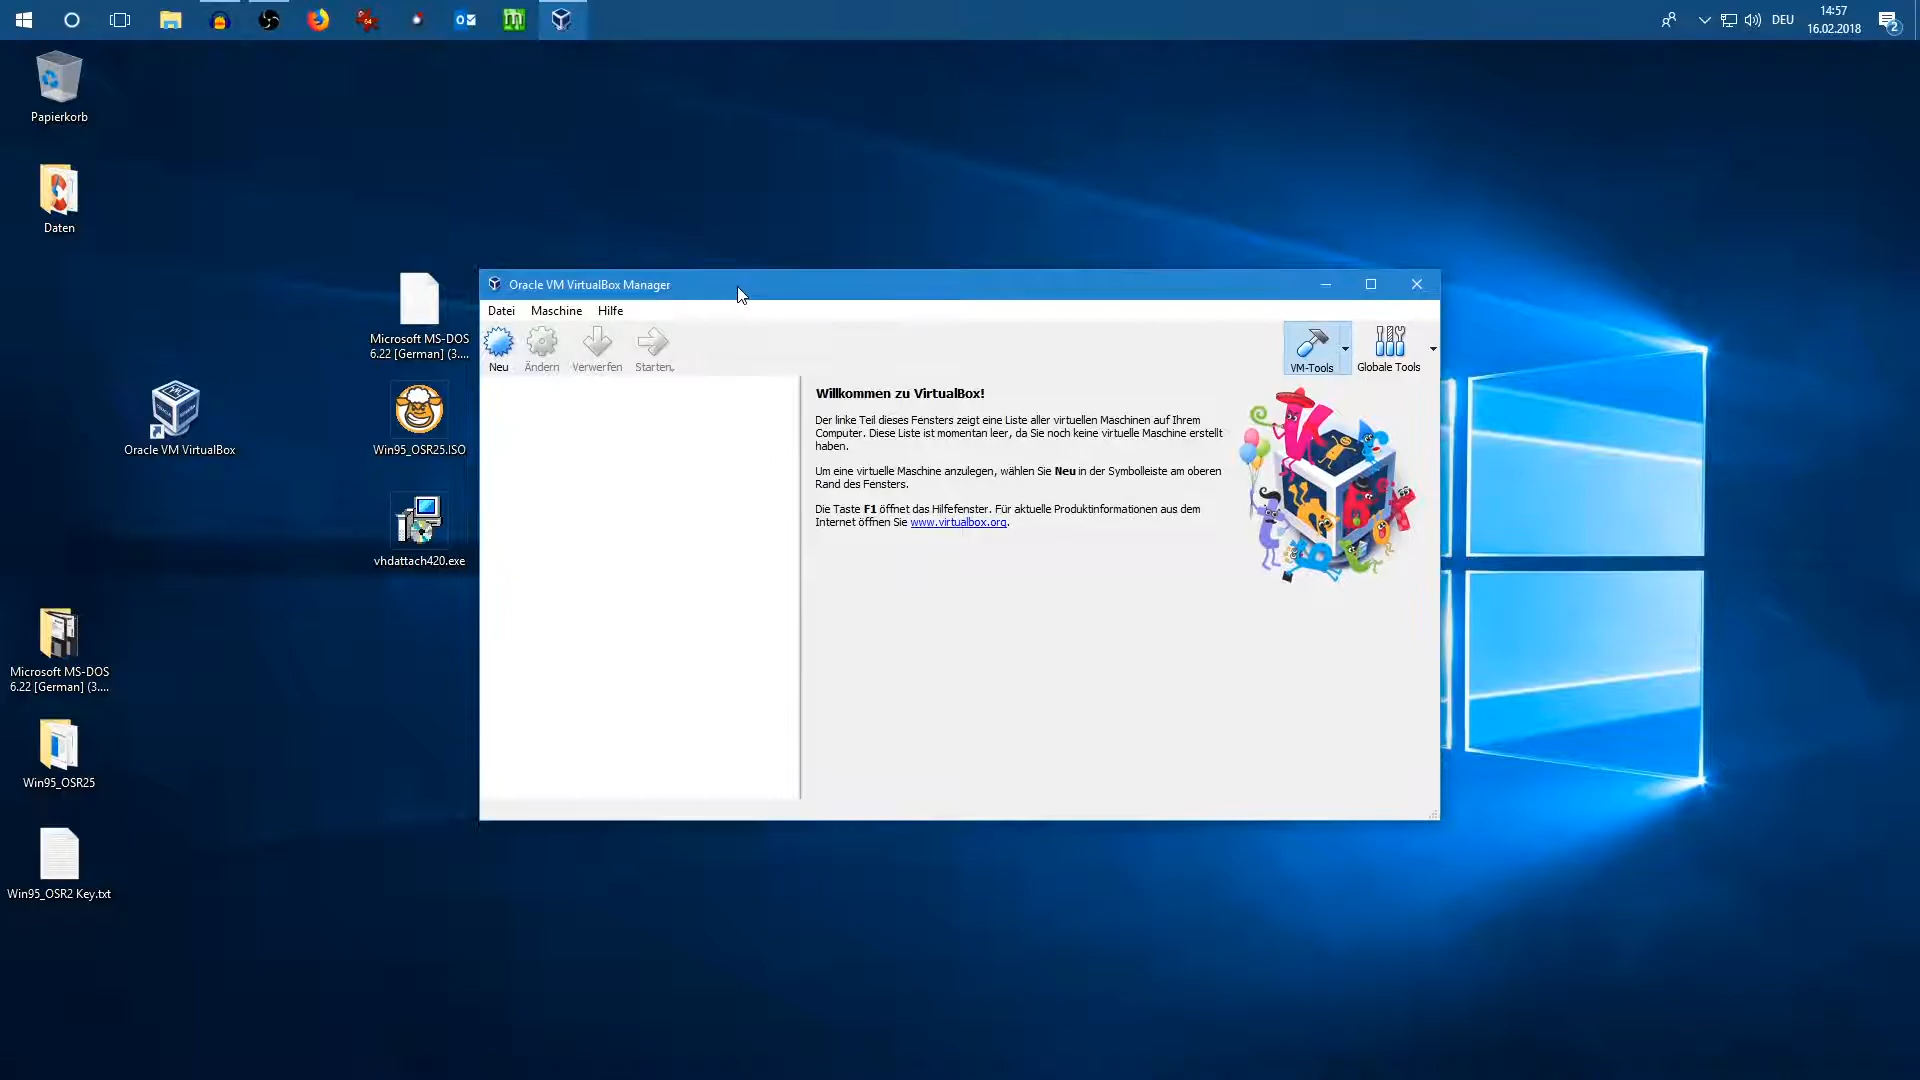 DEU
14:57
16.02.2018
2
Papierkorb
Daten
Microsoft MS-DOS
6.22 [German] (3....
Oracle VM VirtualBox
Win95_OSR25.ISO
vhdattach420.exe
Microsoft MS-DOS
6.22 [German] (3....
Win95_OSR25
Win95_OSR2 Key.txt
Oracle VM VirtualBox Manager
Datei Maschine Hilfe
Neu Ändern Verwerfen Starten
VM-Tools Globale Tools
Willkommen zu VirtualBox!
Der linke Teil dieses Fensters zeigt eine Liste aller virtuellen Maschinen auf Ihrem
Computer. Diese Liste ist momentan leer, da Sie noch keine virtuelle Maschine erstellt
haben.
Um eine virtuelle Maschine anzulegen, wählen Sie Neu in der Symbolleiste am oberen
Rand des Fensters.
Die Taste F1 öffnet das Hilfefenster. Für aktuelle Produktinformationen aus dem
Internet öffnen Sie www.virtualbox.org.